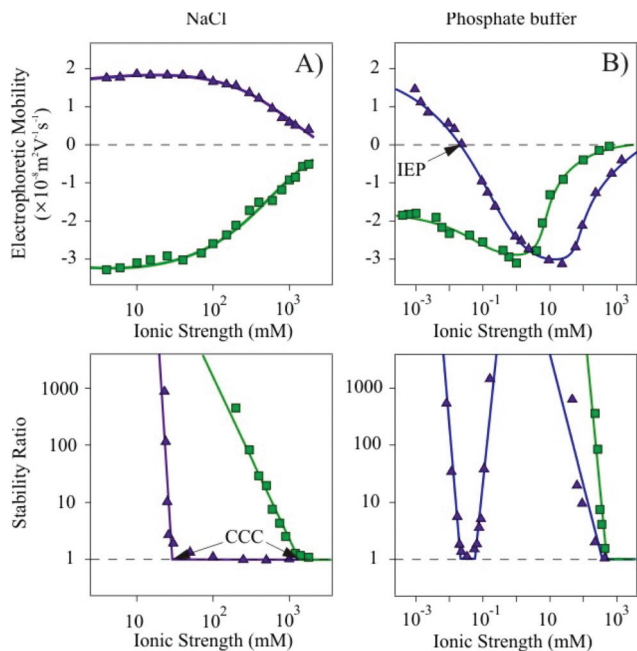 NaCl
Phosphate buffer
Electrophoretic Mobility
(×10⁻⁸m²V⁻¹s⁻¹)
A)
2
1
0
-1
-2
-3
10
10²
10³
Ionic Strength (mM)
B)
2
1
0
-1
-2
-3
IEP
10⁻³
10⁻¹
10
10³
Ionic Strength (mM)
Stability Ratio
1000
100
10
1
CCC
10
10²
10³
Ionic Strength (mM)
1000
100
10
1
10⁻³
10⁻¹
10
10³
Ionic Strength (mM)